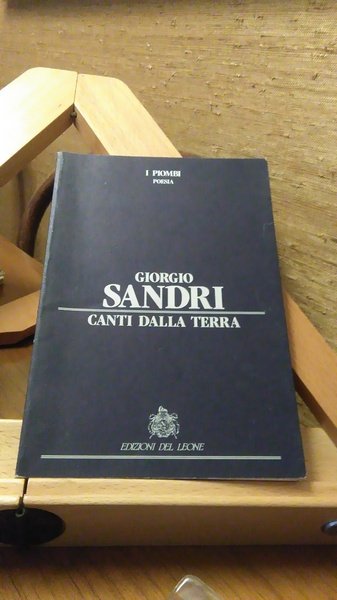 I PIOMBI
POESIA
GIORGIO
SANDRI
CANTI DALLA TERRA
EDIZIONI DEL LEONE